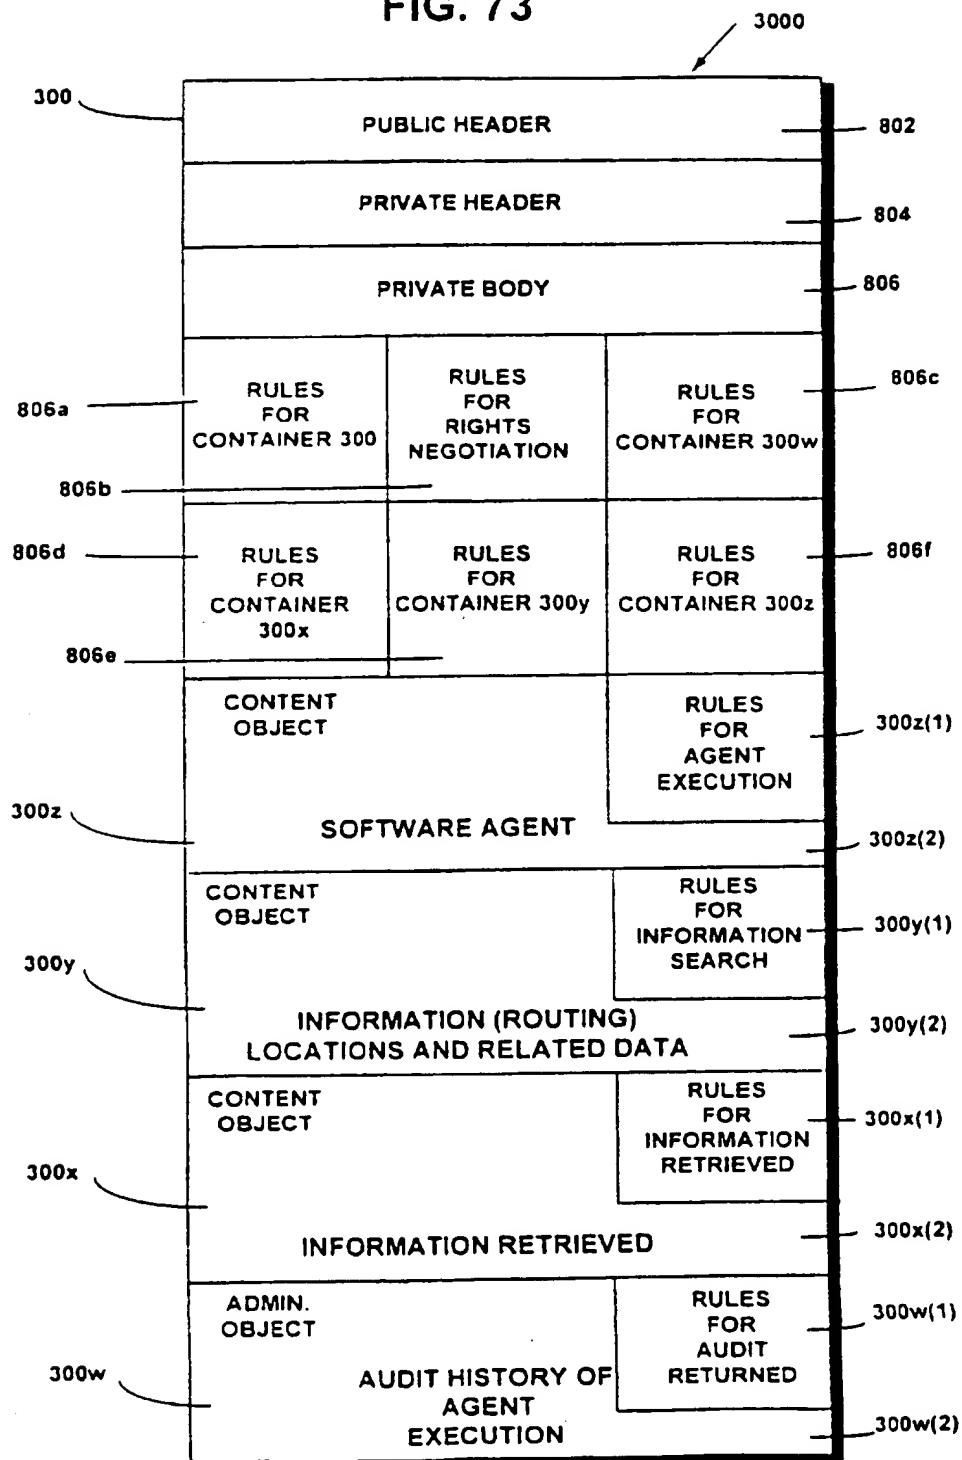 FIG. 73
3000
300
PUBLIC HEADER
802
PRIVATE HEADER
804
PRIVATE BODY
806
806a
RULES
FOR
CONTAINER 300
806b
RULES
FOR
RIGHTS
NEGOTIATION
RULES
FOR
CONTAINER 300w
806c
806d
RULES
FOR
CONTAINER
300x
806e
RULES
FOR
CONTAINER 300y
RULES
FOR
CONTAINER 300z
806f
CONTENT
OBJECT
RULES
FOR
AGENT
EXECUTION
300z(1)
300z
SOFTWARE AGENT
300z(2)
CONTENT
OBJECT
RULES
FOR
INFORMATION
SEARCH
300y(1)
300y
INFORMATION (ROUTING)
LOCATIONS AND RELATED DATA
300y(2)
CONTENT
OBJECT
RULES
FOR
INFORMATION
RETRIEVED
300x(1)
300x
INFORMATION RETRIEVED
300x(2)
ADMIN.
OBJECT
RULES
FOR
AUDIT
RETURNED
300w(1)
300w
AUDIT HISTORY OF
AGENT
EXECUTION
300w(2)